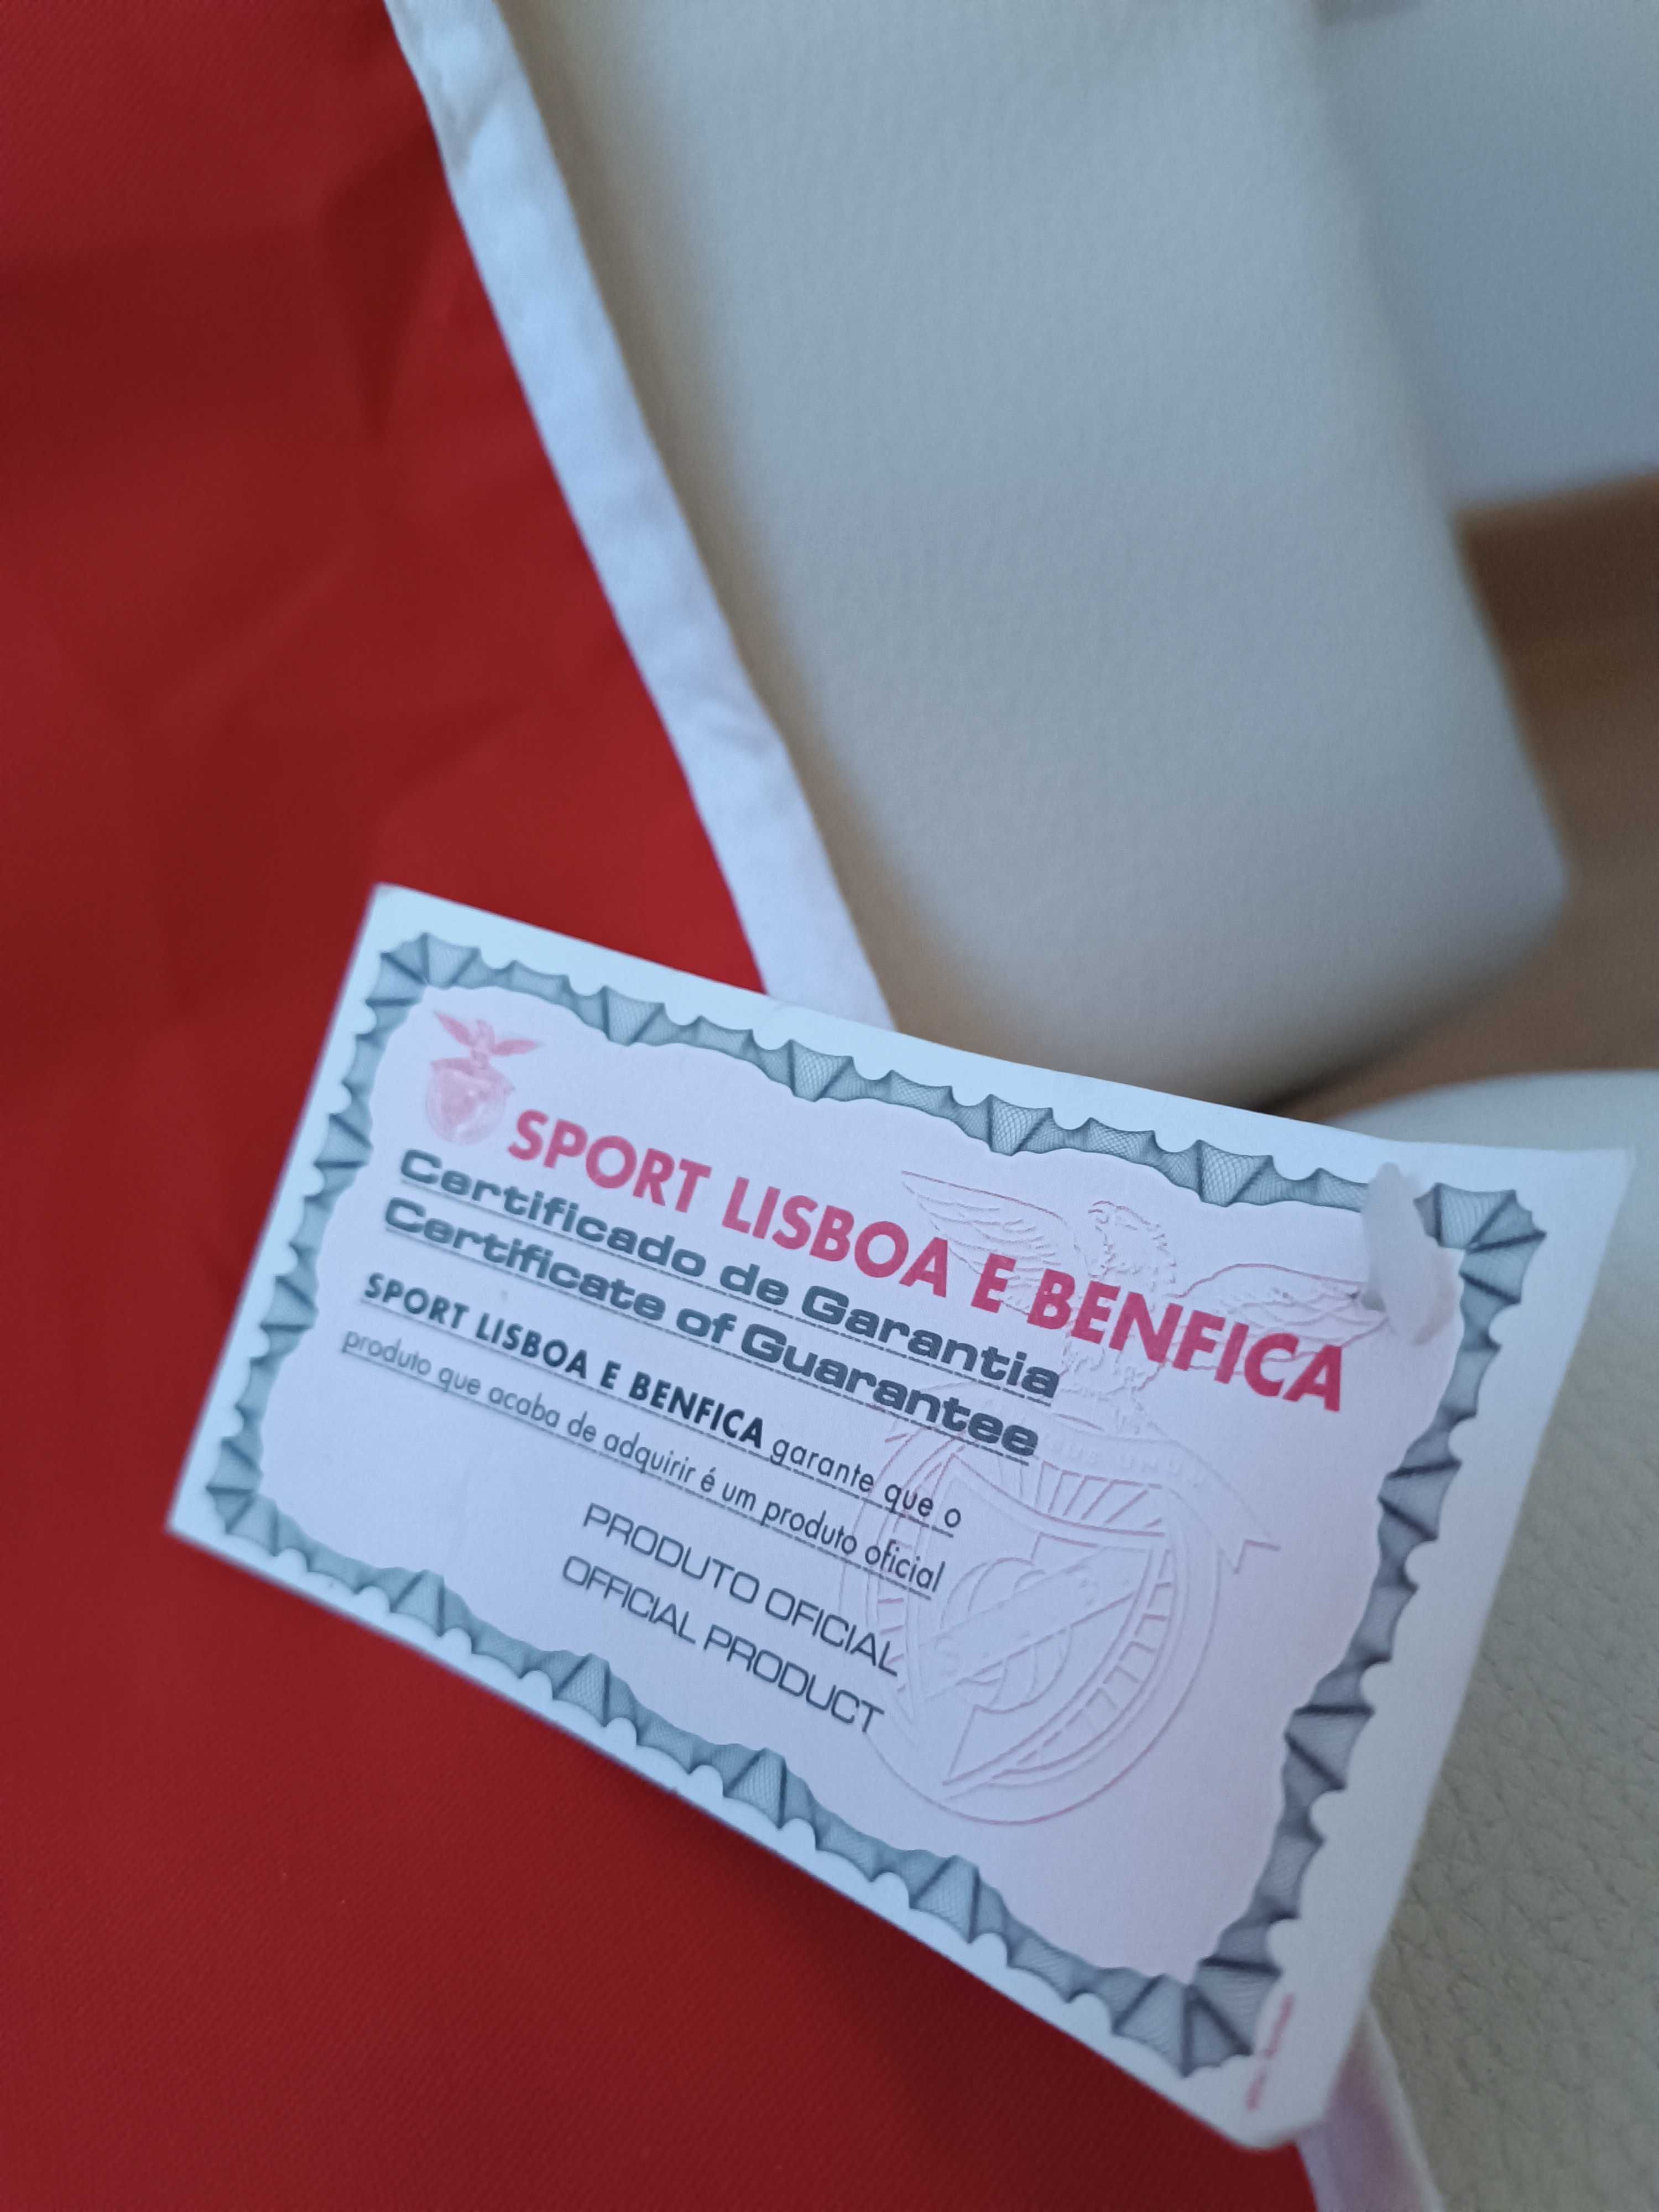 SPORT LISBOA E BENFICA
Certificado de Garantia
Certificate of Guarantee
SPORT LISBOA E BENFICA garante que o
produto que acaba de adquirir é um produto oficial
PRODUTO OFICIAL
OFFICIAL PRODUCT